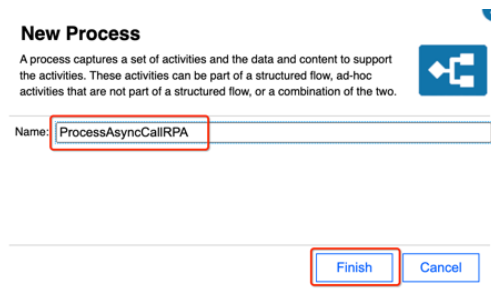 New Process
A process captures a set of activities and the data and content to support
the activities. These activities can be part of a structured flow, ad-hoc
activities that are not part of a structured flow, or a combination of the two.
Name: ProcessAsyncCallRPA
Finish Cancel